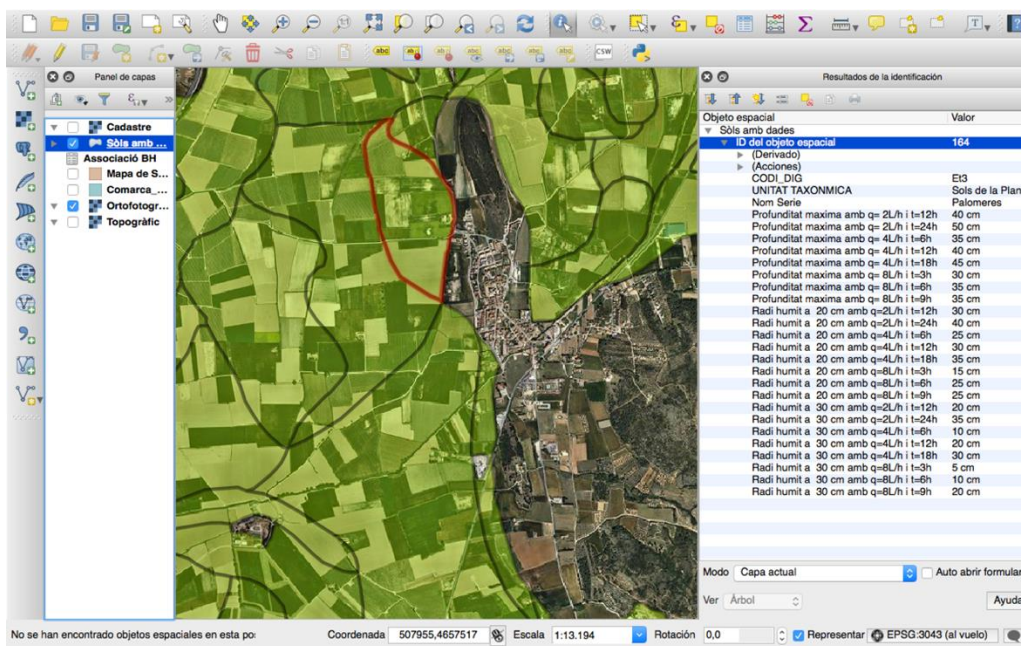 Panel de capas
Cadastre
Sòls amb ...
Associació BH
Mapa de S...
Comarca_...
Ortofotogr...
Topogràfic
Resultados de la identificación
Objeto espacial Valor
Sòls amb dades
ID del objeto espacial 164
(Derivado)
(Acciones)
CODI_DIG Et3
UNITAT TAXONMICA Sols de la Plan
Nom Serie Palomeres
Profunditat maxima amb q= 2L/h i t=12h 40 cm
Profunditat maxima amb q= 2L/h i t=24h 50 cm
Profunditat maxima amb q= 4L/h i t=6h 35 cm
Profunditat maxima amb q= 4L/h i t=12h 40 cm
Profunditat maxima amb q= 4L/h i t=18h 45 cm
Profunditat maxima amb q= 8L/h i t=3h 30 cm
Profunditat maxima amb q= 8L/h i t=6h 35 cm
Profunditat maxima amb q= 8L/h i t=9h 35 cm
Radi humit a 20 cm amb q=2L/h i t=12h 30 cm
Radi humit a 20 cm amb q=2L/h i t=24h 40 cm
Radi humit a 20 cm amb q=4L/h i t=6h 25 cm
Radi humit a 20 cm amb q=4L/h i t=12h 30 cm
Radi humit a 20 cm amb q=4L/h i t=18h 35 cm
Radi humit a 20 cm amb q=8L/h i t=3h 15 cm
Radi humit a 20 cm amb q=8L/h i t=6h 25 cm
Radi humit a 20 cm amb q=8L/h i t=9h 25 cm
Radi humit a 30 cm amb q=2L/h i t=12h 20 cm
Radi humit a 30 cm amb q=2L/h i t=24h 35 cm
Radi humit a 30 cm amb q=4L/h i t=6h 10 cm
Radi humit a 30 cm amb q=4L/h i t=12h 20 cm
Radi humit a 30 cm amb q=4L/h i t=18h 30 cm
Radi humit a 30 cm amb q=8L/h i t=3h 5 cm
Radi humit a 30 cm amb q=8L/h i t=6h 10 cm
Radi humit a 30 cm amb q=8L/h i t=9h 20 cm
Modo Capa actual Auto abrir formular
Ver Árbol Ayuda
No se han encontrado objetos espaciales en esta po: Coordenada 507955,4657517 Escala 1:13.194 Rotación 0,0 Representar EPSG:3043 (al vuelo)